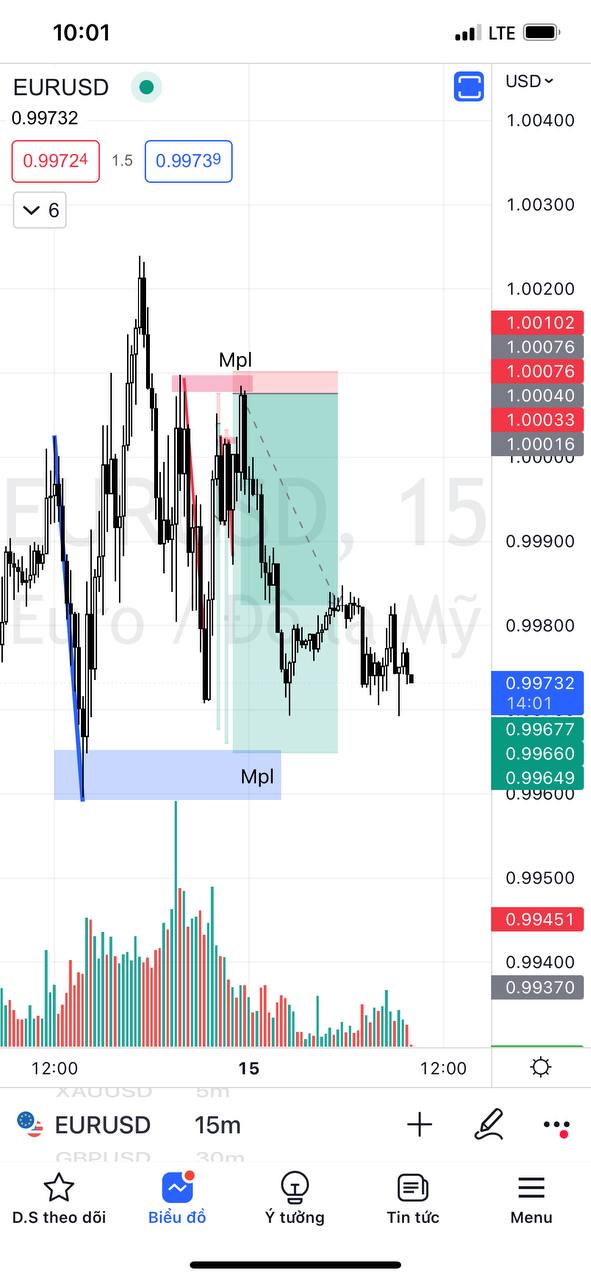 10:01
LTE
EURUSD
USD
0.99732
0.99724
1.5
0.99739
6
1.00400
1.00300
1.00200
1.00102
1.00076
1.00076
1.00040
1.00033
1.00016
1.00000
Mpl
EURUSD, 15
0.99900
Euro / Đô la Mỹ
0.99800
0.99732
14:01
0.99677
0.99660
0.99649
0.99600
Mpl
0.99500
0.99451
0.99400
0.99370
12:00
15
12:00
XAUUSD 5m
EURUSD 15m
GBPUSD 30m
D.S theo dõi
Biểu đồ
Ý tưởng
Tin tức
Menu